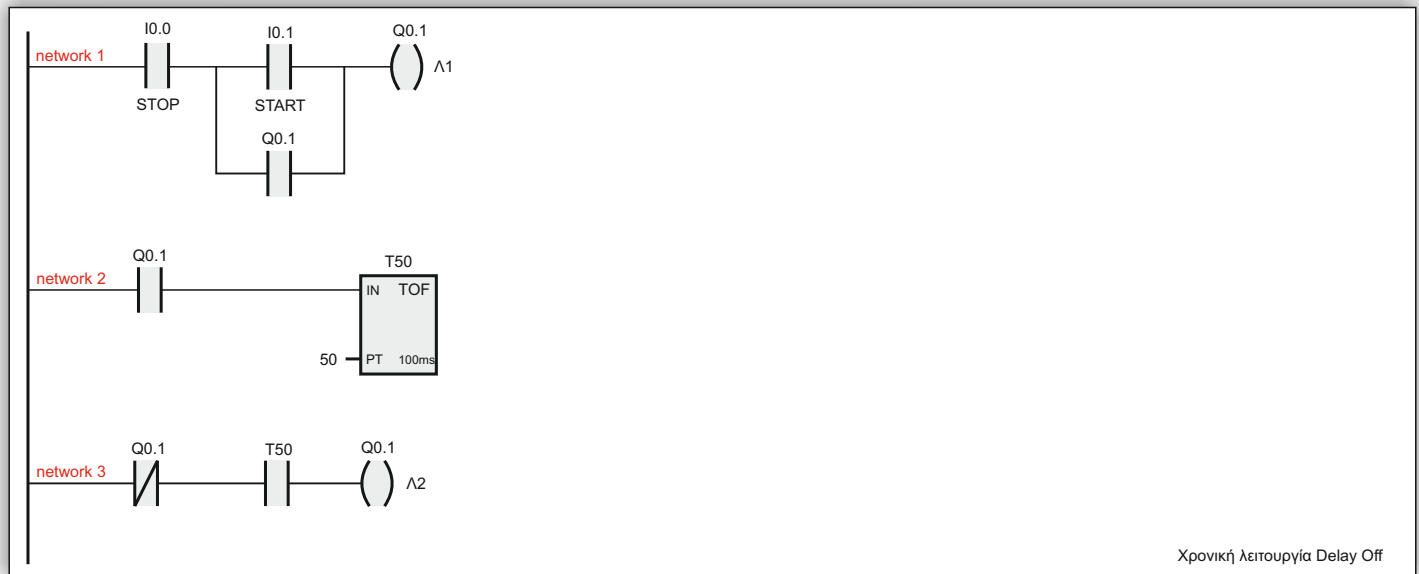 I0.0 I0.1 Q0.1
network 1 Λ1
STOP START
Q0.1
Q0.1
network 2 T50
IN TOF
50 PT 100ms
Q0.1 T50 Q0.1
network 3 Λ2
Χρονική λειτουργία Delay Off